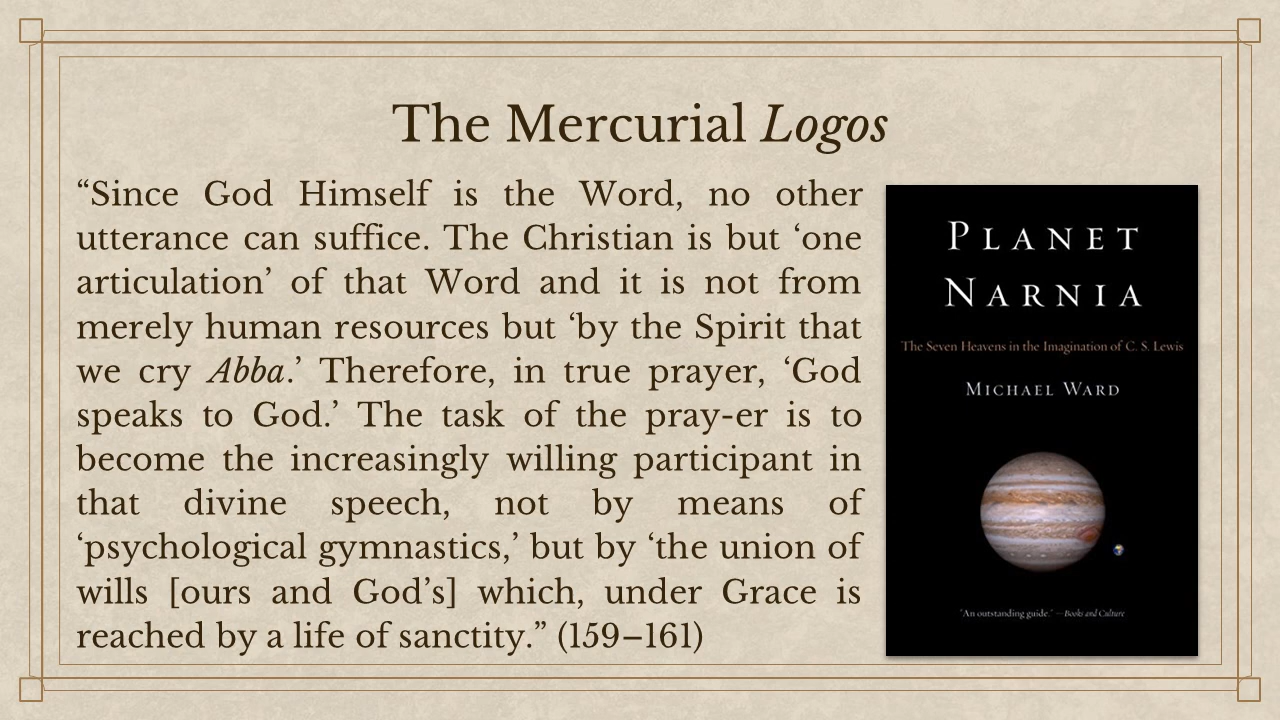 The Mercurial Logos
“Since God Himself is the Word, no other
utterance can suffice. The Christian is but ‘one
articulation’ of that Word and it is not from
merely human resources but ‘by the Spirit that
we cry Abba.’ Therefore, in true prayer, ‘God
speaks to God.’ The task of the pray-er is to
become the increasingly willing participant in
that divine speech, not by means of
‘psychological gymnastics,’ but by ‘the union of
wills [ours and God’s] which, under Grace is
reached by a life of sanctity.” (159–161)
PLANET
NARNIA
The Seven Heavens in the Imagination of C. S. Lewis
MICHAEL WARD
"An outstanding guide." —Books and Culture